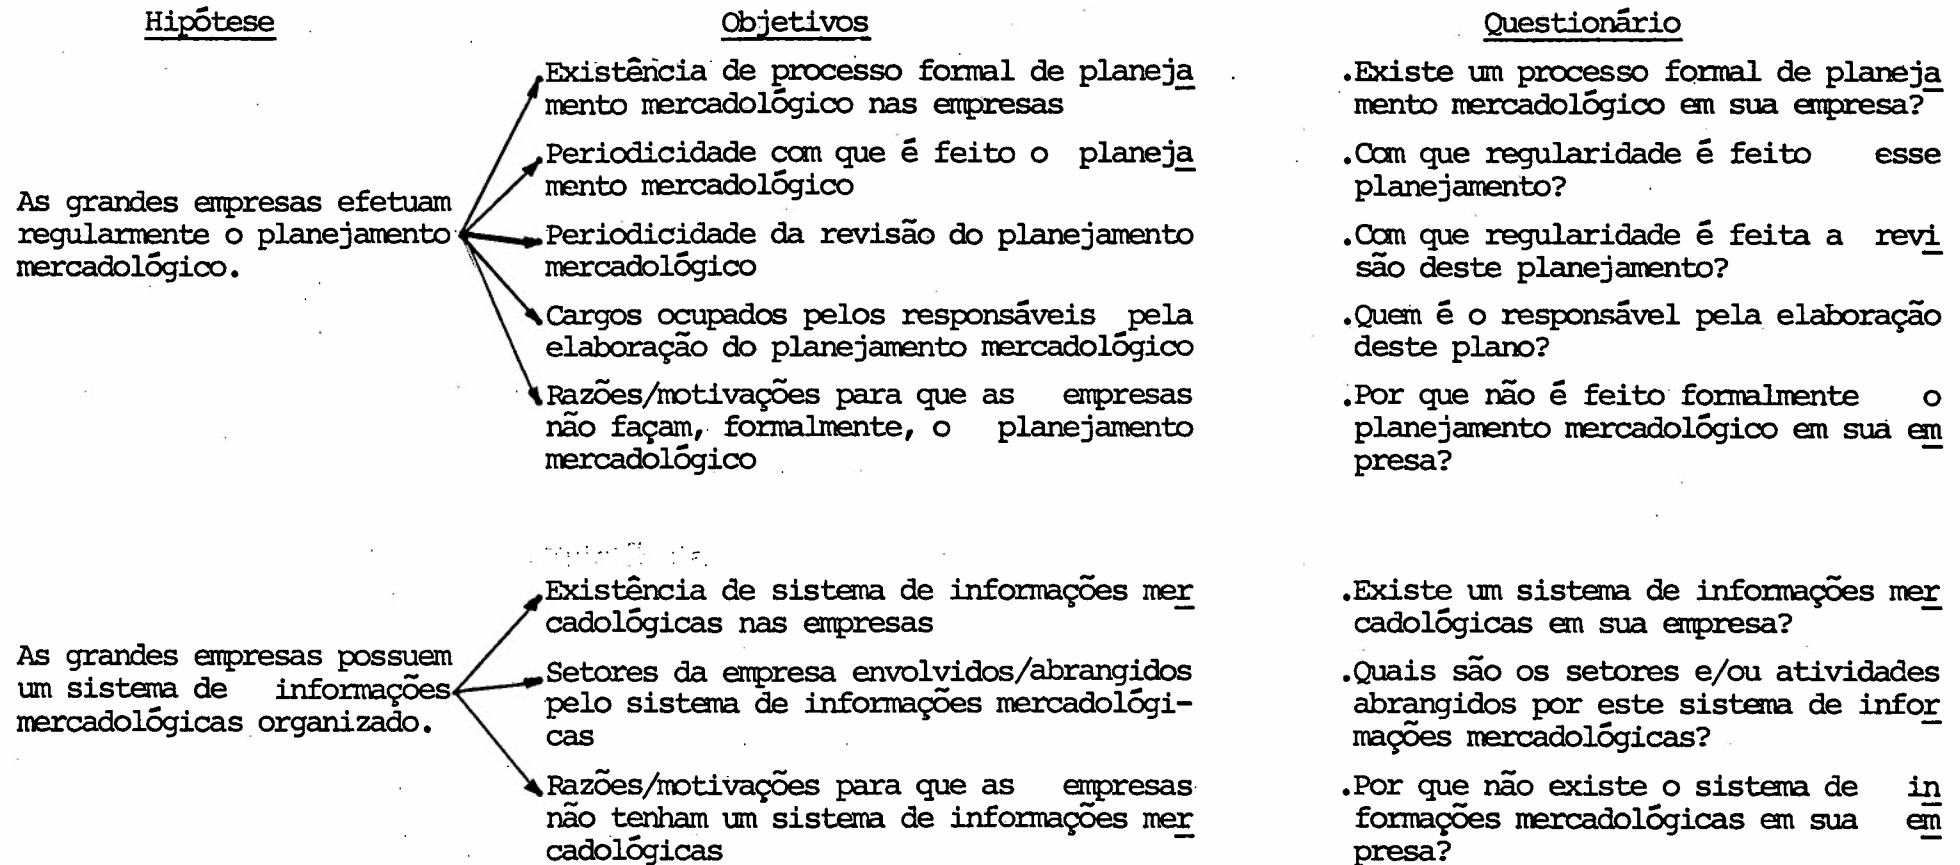 Hipótese
Objetivos
Questionário
As grandes empresas efetuam
regularmente o planejamento
mercadológico.
.Existência de processo formal de planeja
mento mercadológico nas empresas
.Periodicidade com que é feito o planeja
mento mercadológico
.Periodicidade da revisão do planejamento
mercadológico
.Cargos ocupados pelos responsáveis pela
elaboração do planejamento mercadológico
.Razões/motivações para que as empresas
não façam, formalmente, o planejamento
mercadológico
.Existe um processo formal de planeja
mento mercadológico em sua empresa?
.Com que regularidade é feito esse
planejamento?
.Com que regularidade é feita a revi
são deste planejamento?
.Quem é o responsável pela elaboração
deste plano?
.Por que não é feito formalmente o
planejamento mercadológico em sua em
presa?
As grandes empresas possuem
um sistema de informações
mercadológicas organizado.
.Existência de sistema de informações mer
cadológicas nas empresas
.Setores da empresa envolvidos/abrangidos
pelo sistema de informações mercadológi-
cas
.Razões/motivações para que as empresas
não tenham um sistema de informações mer
cadológicas
.Existe um sistema de informações mer
cadológicas em sua empresa?
.Quais são os setores e/ou atividades
abrangidos por este sistema de infor
mações mercadológicas?
.Por que não existe o sistema de in
formações mercadológicas em sua em
presa?